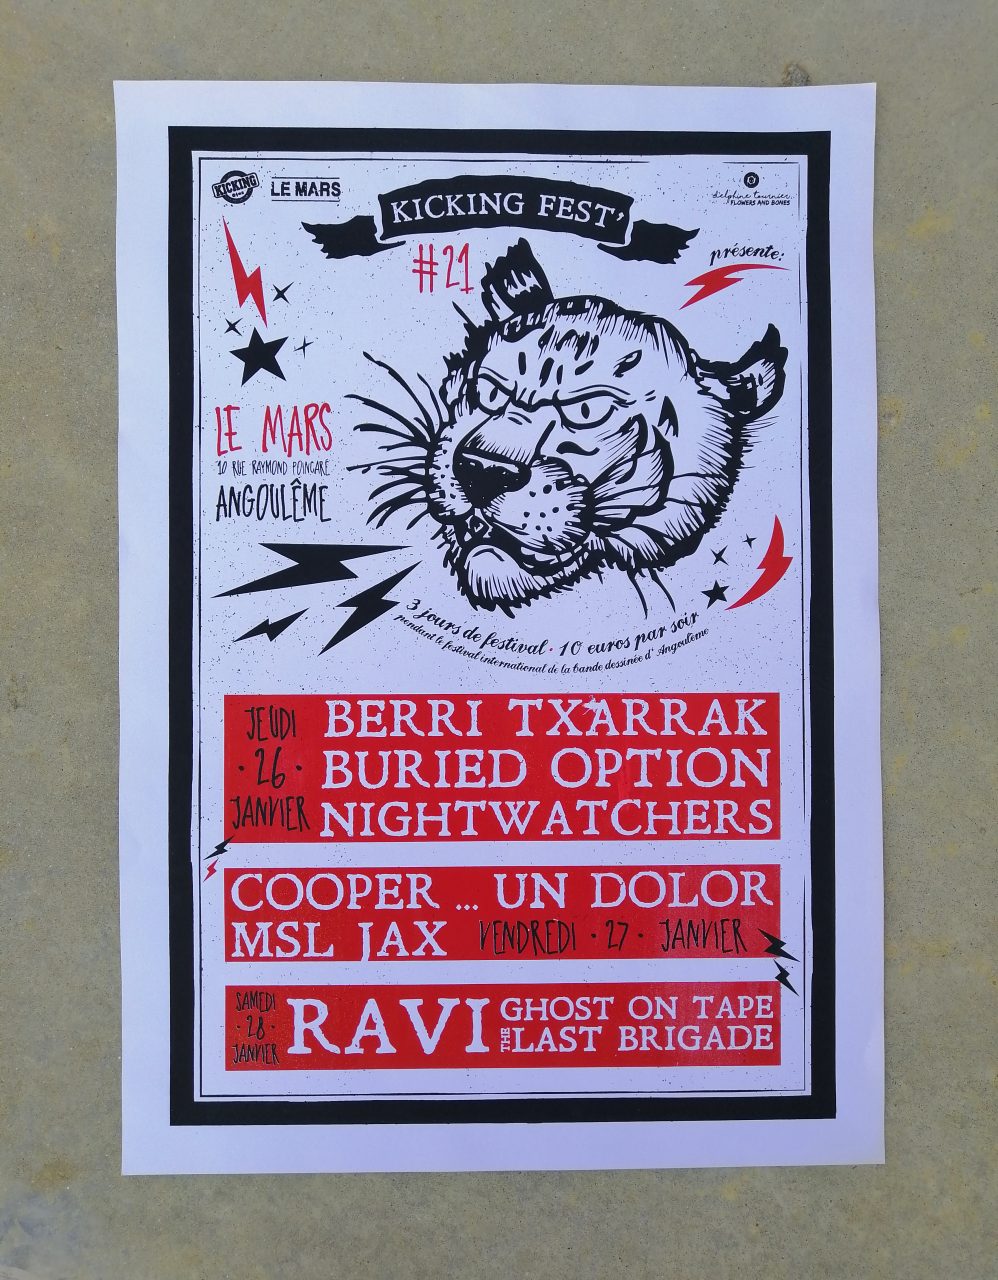 KICKING
LE MARS
KICKING FEST'
delphine tournier
FLOWERS AND BONES
#21
présente:
LE MARS
10 RUE RAYMOND POINCARÉ
ANGOULÊME
3 jours de festival · 10 euros par soir
pendant le festival international de la bande dessinée d'Angoulême
JEUDI
· 26 ·
JANVIER
BERRI TXARRAK
BURIED OPTION
NIGHTWATCHERS
COOPER ... UN DOLOR
MSL JAX VENDREDI · 27 · JANVIER
SAMEDI
· 28 ·
JANVIER
RAVI
GHOST ON TAPE
THE LAST BRIGADE